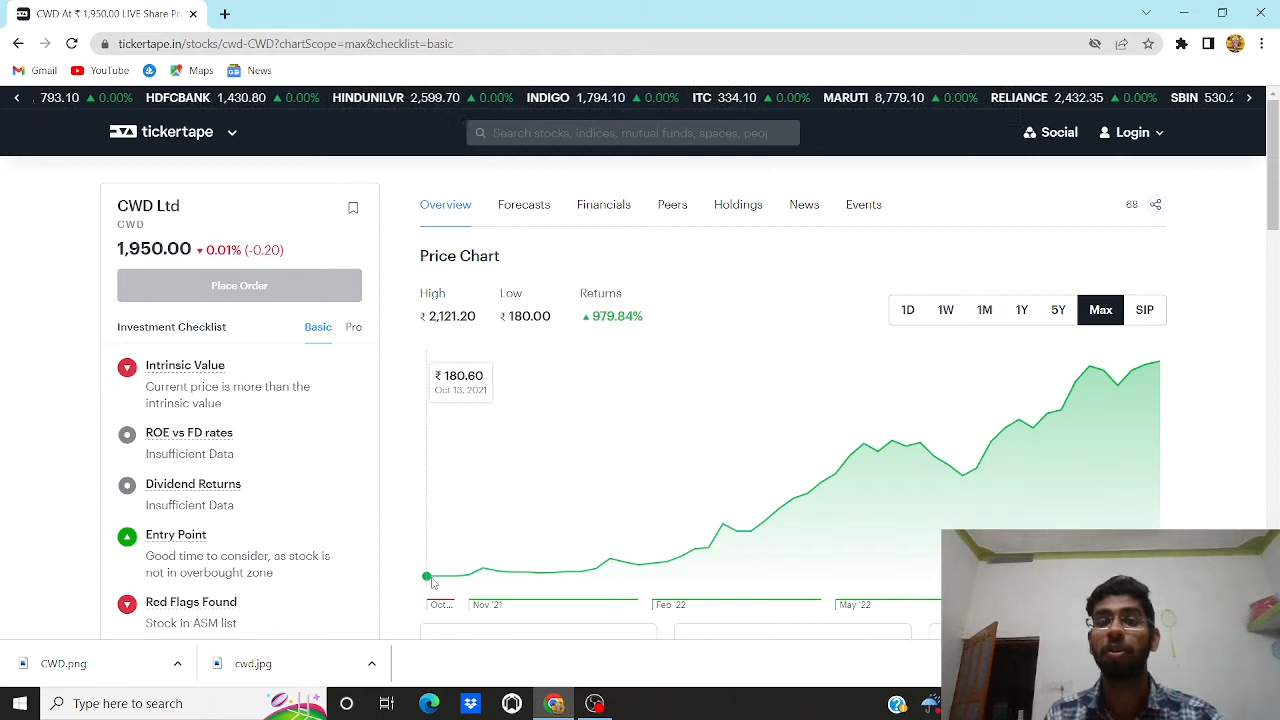 CWD At ₹ 1,950.00 LIVE Share Pr
tickertape.in/stocks/cwd-CWD?chartScope=max&checklist=basic
Gmail YouTube Maps News
793.10 ▲ 0.00% HDFCBANK 1,430.80 ▲ 0.00% HINDUNILVR 2,599.70 ▲ 0.00% INDIGO 1,794.10 ▲ 0.00% ITC 334.10 ▲ 0.00% MARUTI 8,779.10 ▲ 0.00% RELIANCE 2,432.35 ▲ 0.00% SBIN 530.2
tickertape
Search stocks, indices, mutual funds, spaces, peop
Social Login
CWD Ltd
CWD
1,950.00 ▼ 0.01% (-0.20)
Place Order
Investment Checklist Basic Pro
Intrinsic Value
Current price is more than the
intrinsic value
ROE vs FD rates
Insufficient Data
Dividend Returns
Insufficient Data
Entry Point
Good time to consider, as stock is
not in overbought zone
Red Flags Found
Stock in ASM list
Overview Forecasts Financials Peers Holdings News Events 68
Price Chart
High Low Returns
₹ 2,121.20 ₹ 180.00 ▲ 979.84%
1D 1W 1M 1Y 5Y Max SIP
₹ 180.60
Oct 13, 2021
Oct... Nov '21 Feb '22 May '22
CWD.png cwd.jpg
Type here to search